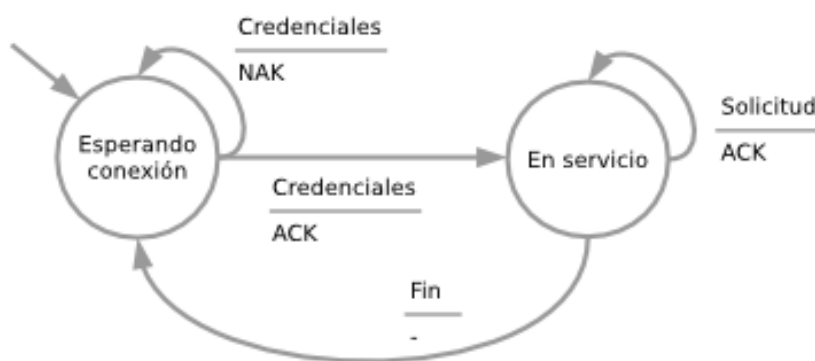 Credenciales
NAK
Esperando
conexión
Credenciales
ACK
En servicio
Solicitud
ACK
Fin
-